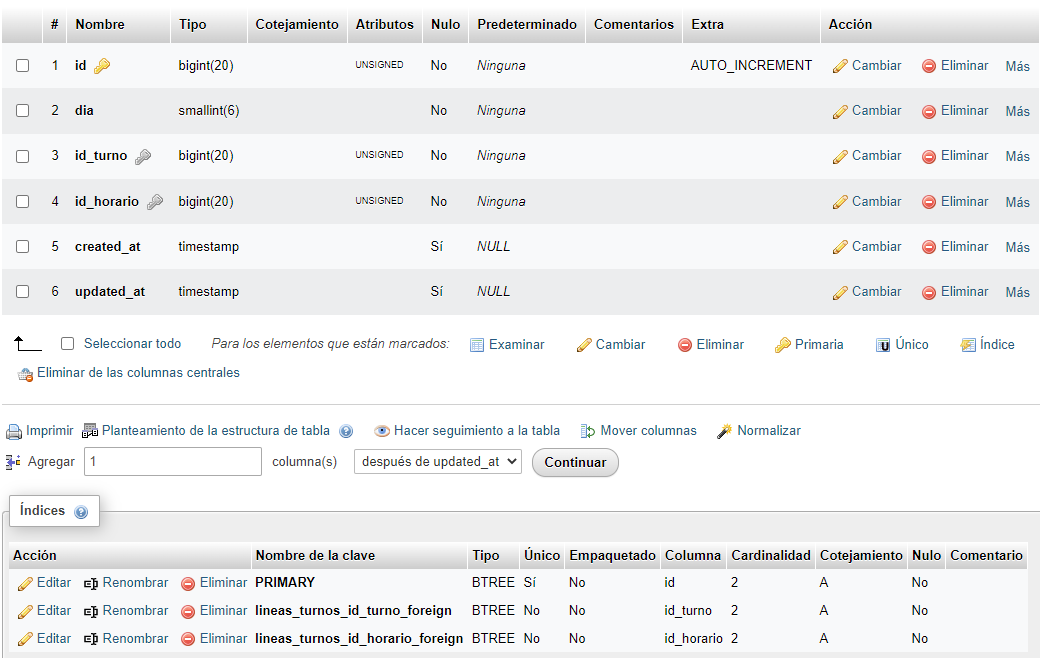 # Nombre Tipo Cotejamiento Atributos Nulo Predeterminado Comentarios Extra Acción
1 id bigint(20) UNSIGNED No Ninguna AUTO_INCREMENT Cambiar Eliminar Más
2 dia smallint(6) No Ninguna Cambiar Eliminar Más
3 id_turno bigint(20) UNSIGNED No Ninguna Cambiar Eliminar Más
4 id_horario bigint(20) UNSIGNED No Ninguna Cambiar Eliminar Más
5 created_at timestamp Sí NULL Cambiar Eliminar Más
6 updated_at timestamp Sí NULL Cambiar Eliminar Más
Seleccionar todo Para los elementos que están marcados: Examinar Cambiar Eliminar Primaria Único Índice
Eliminar de las columnas centrales
Imprimir Planteamiento de la estructura de tabla Hacer seguimiento a la tabla Mover columnas Normalizar
Agregar 1 columna(s) después de updated_at Continuar
Índices
Acción Nombre de la clave Tipo Único Empaquetado Columna Cardinalidad Cotejamiento Nulo Comentario
Editar Renombrar Eliminar PRIMARY BTREE Sí No id 2 A No
Editar Renombrar Eliminar lineas_turnos_id_turno_foreign BTREE No No id_turno 2 A No
Editar Renombrar Eliminar lineas_turnos_id_horario_foreign BTREE No No id_horario 2 A No